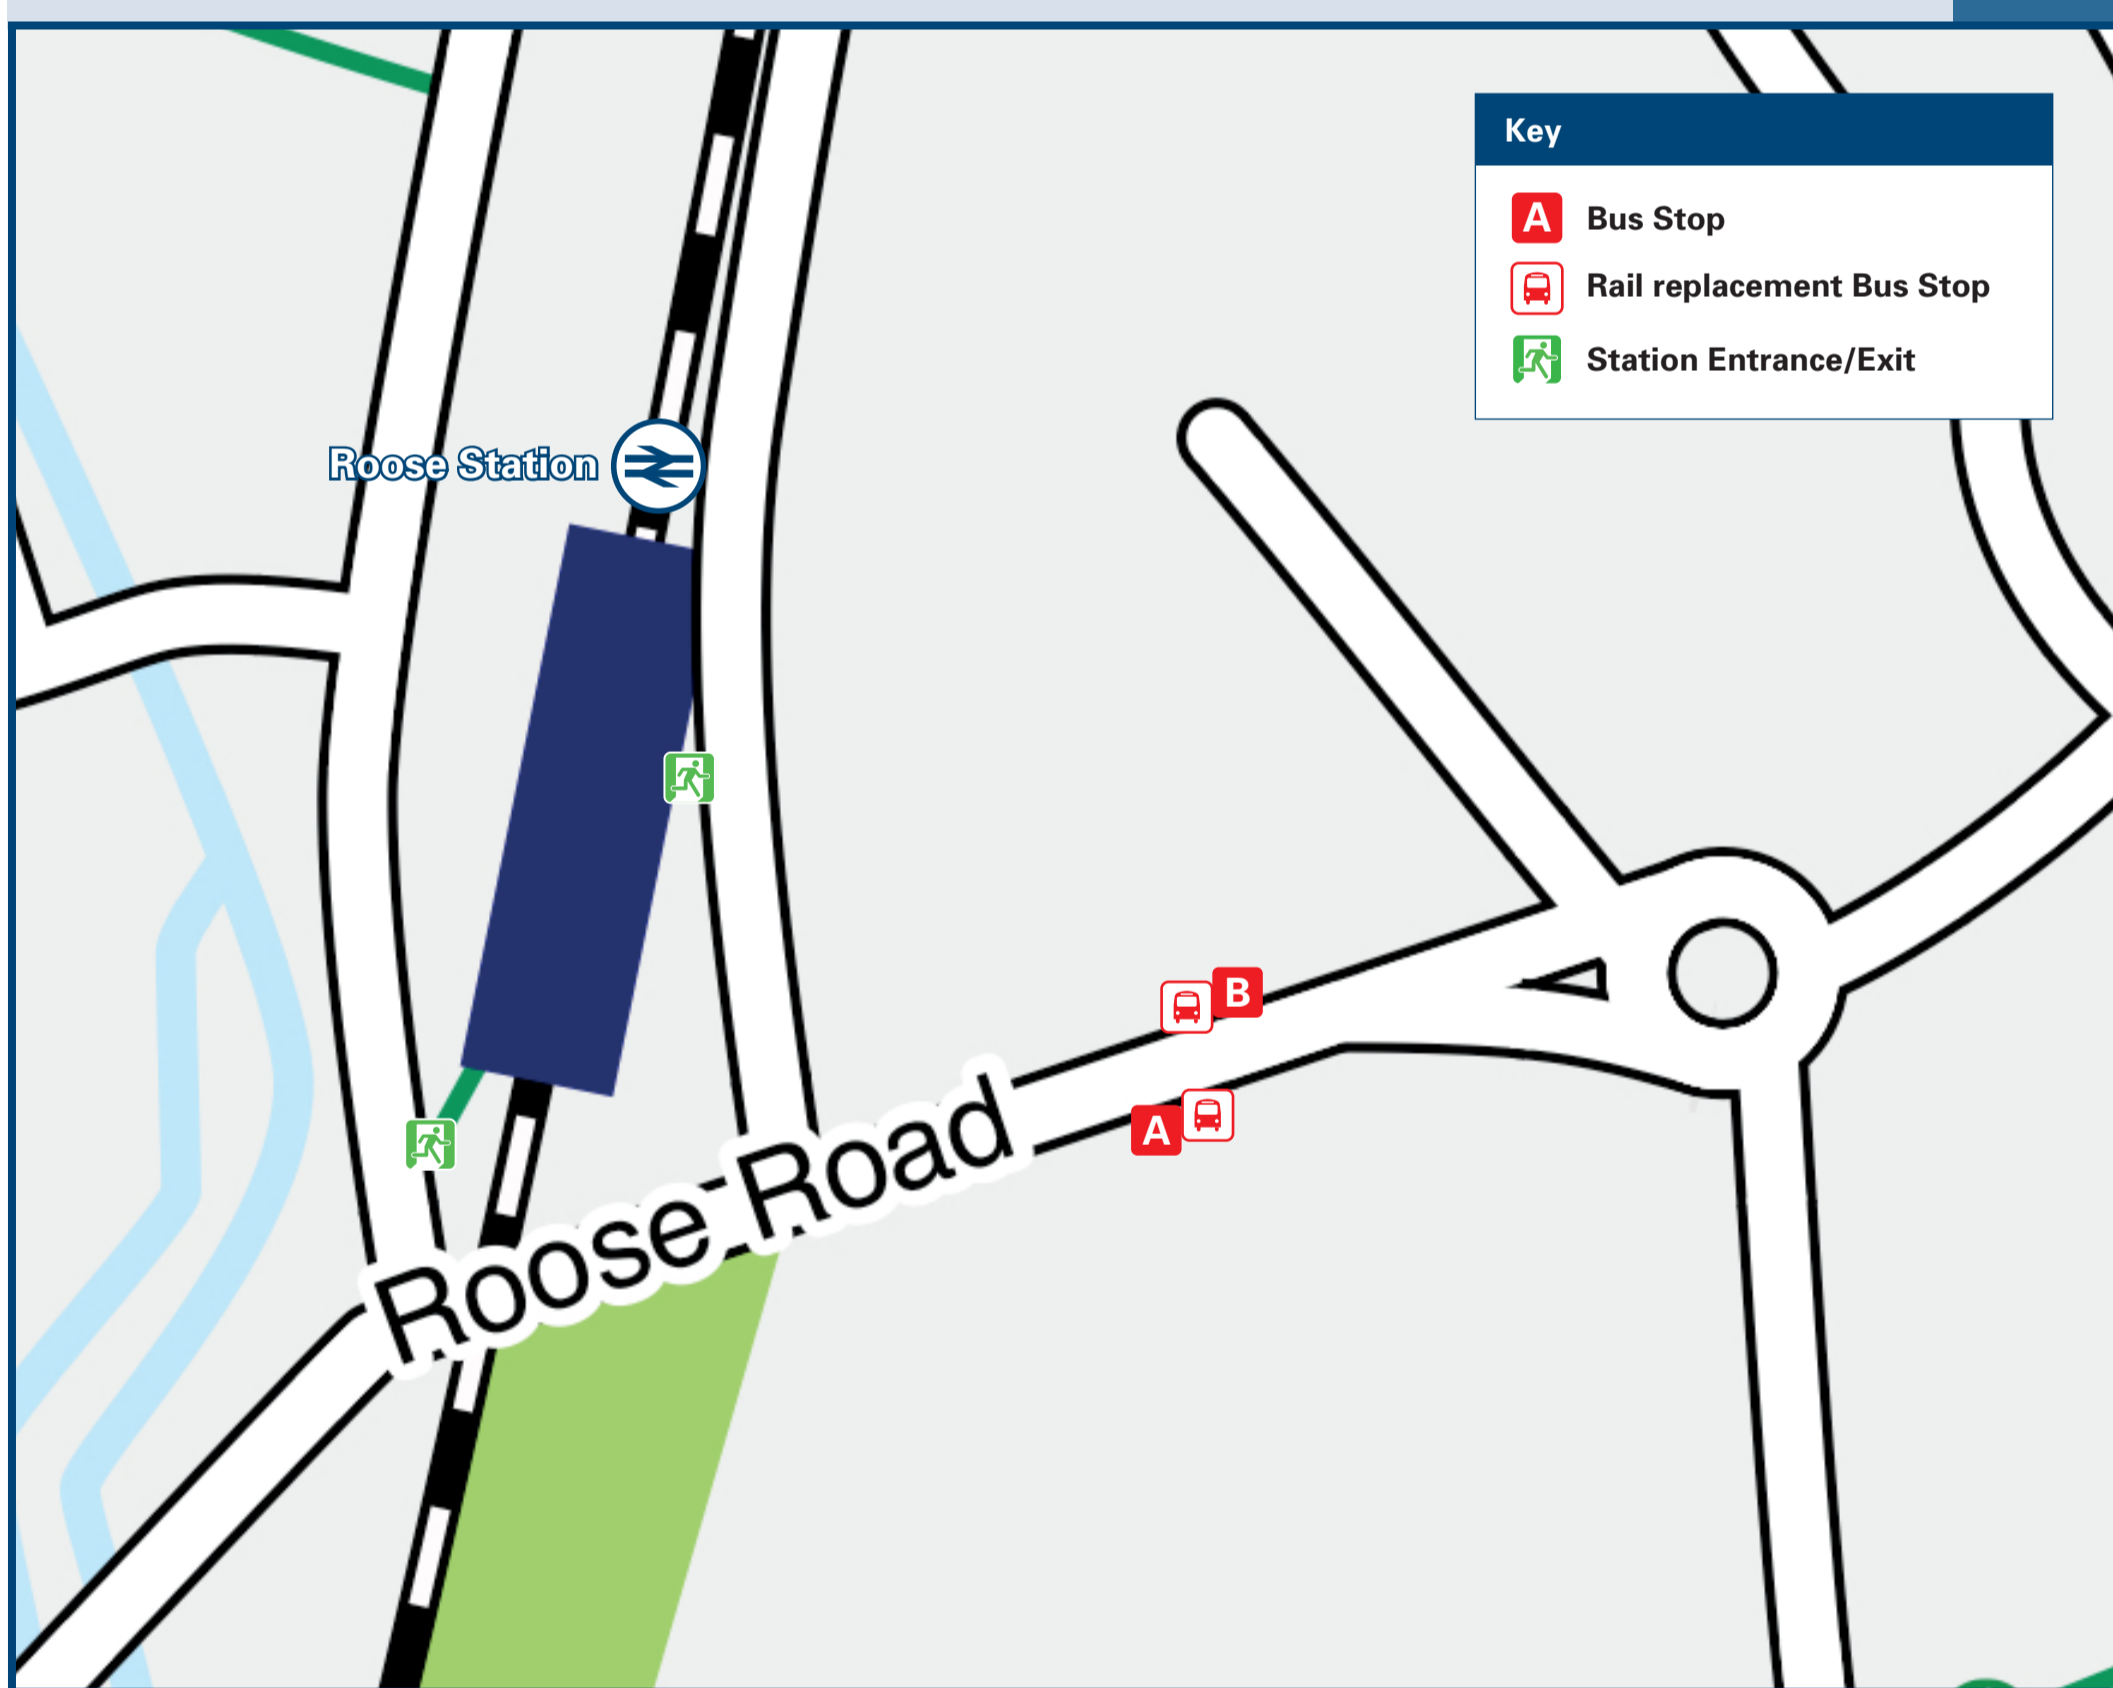 Key
A Bus Stop
Rail replacement Bus Stop
Station Entrance/Exit
Roose Station
B
A
Roose Road